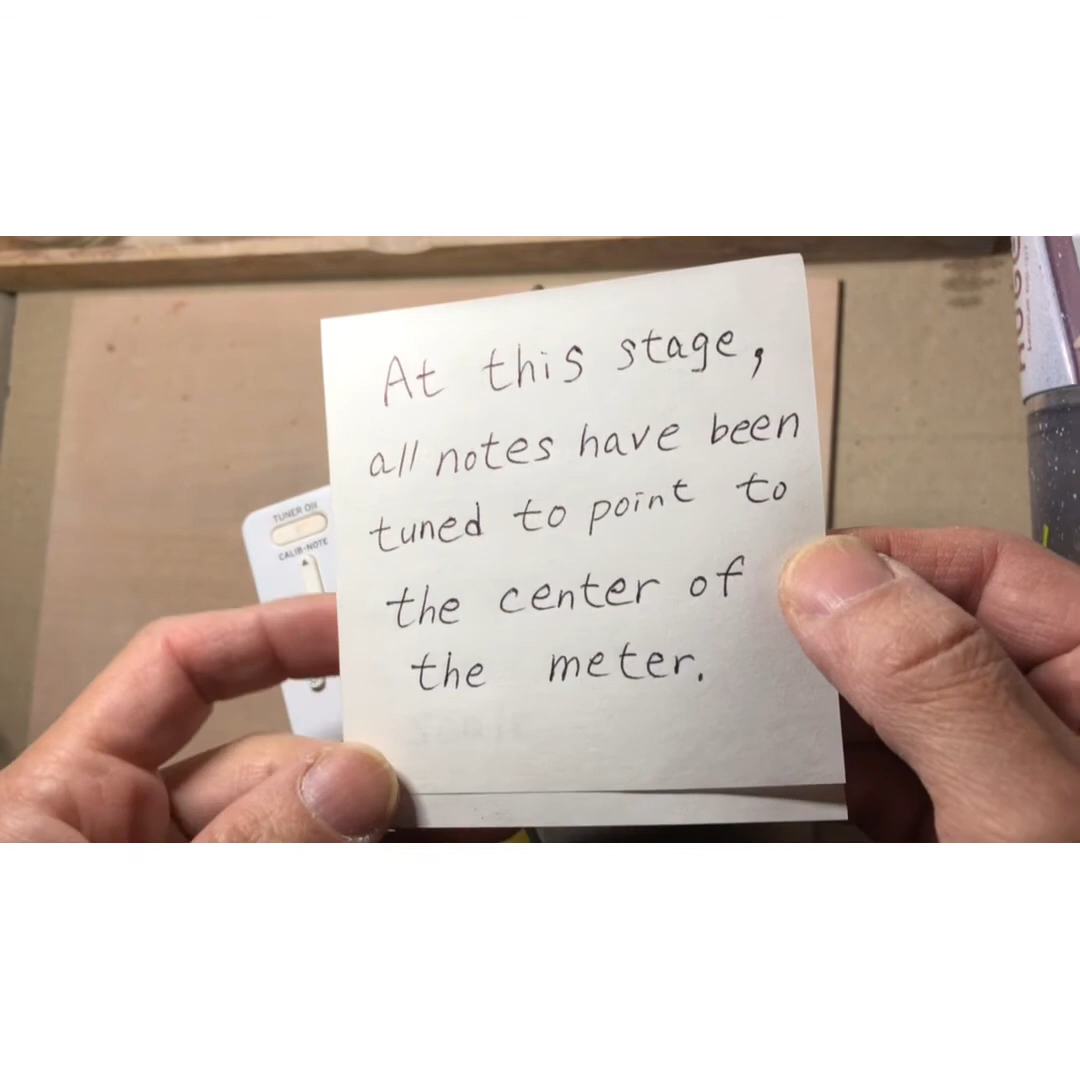 At this stage,
all notes have been
tuned to point to
the center of
the meter.
TUNER ON
CALIB•NOTE